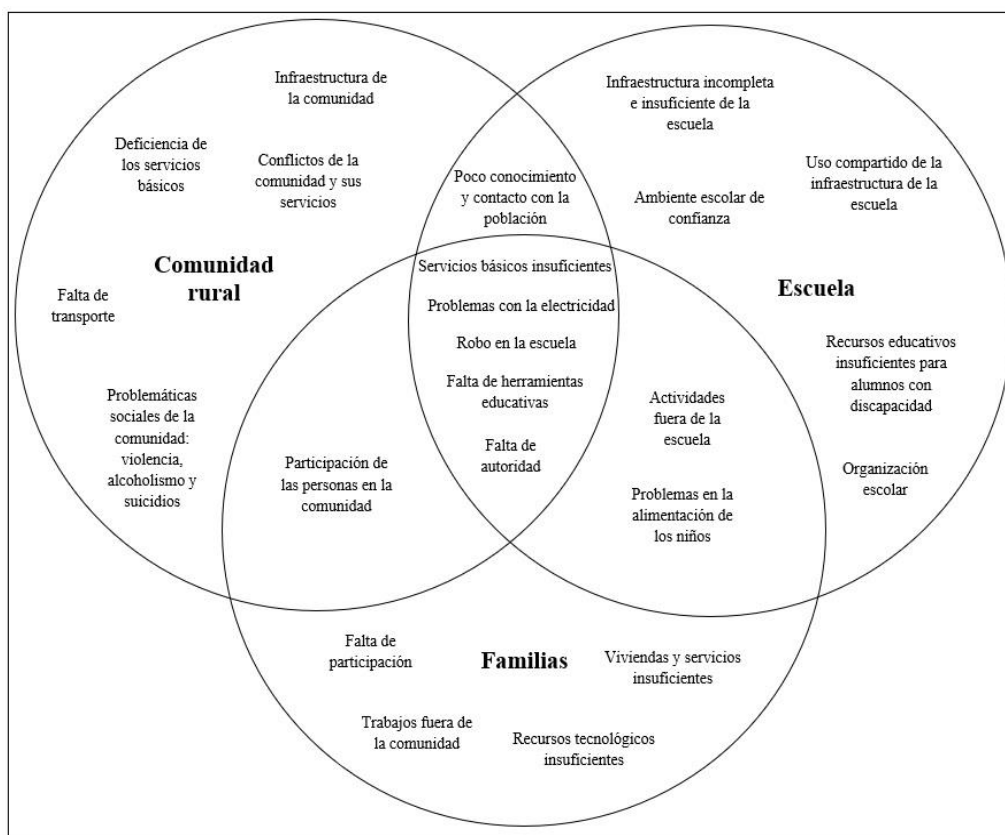 Infraestructura de
la comunidad
Deficiencia de
los servicios
básicos
Conflictos de la
comunidad y sus
servicios
Comunidad
rural
Falta de
transporte
Problemáticas
sociales de la
comunidad:
violencia,
alcoholismo y
suicidios
Poco conocimiento
y contacto con la
población
Infraestructura incompleta
e insuficiente de la
escuela
Uso compartido de la
infraestructura de la
escuela
Ambiente escolar de
confianza
Escuela
Recursos educativos
insuficientes para
alumnos con
discapacidad
Organización
escolar
Servicios básicos insuficientes
Problemas con la electricidad
Robo en la escuela
Falta de herramientas
educativas
Falta de
autoridad
Participación de
las personas en la
comunidad
Actividades
fuera de la
escuela
Problemas en la
alimentación de
los niños
Falta de
participación
Familias
Viviendas y servicios
insuficientes
Trabajos fuera de
la comunidad
Recursos tecnológicos
insuficientes